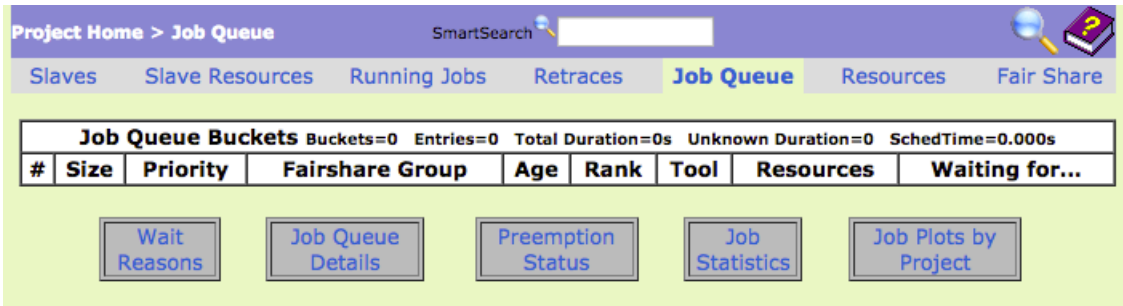 Project Home > Job Queue SmartSearch
Slaves Slave Resources Running Jobs Retraces Job Queue Resources Fair Share
Job Queue Buckets Buckets=0 Entries=0 Total Duration=0s Unknown Duration=0 SchedTime=0.000s
# Size Priority Fairshare Group Age Rank Tool Resources Waiting for...
Wait Job Queue Preemption Job Job Plots by
Reasons Details Status Statistics Project